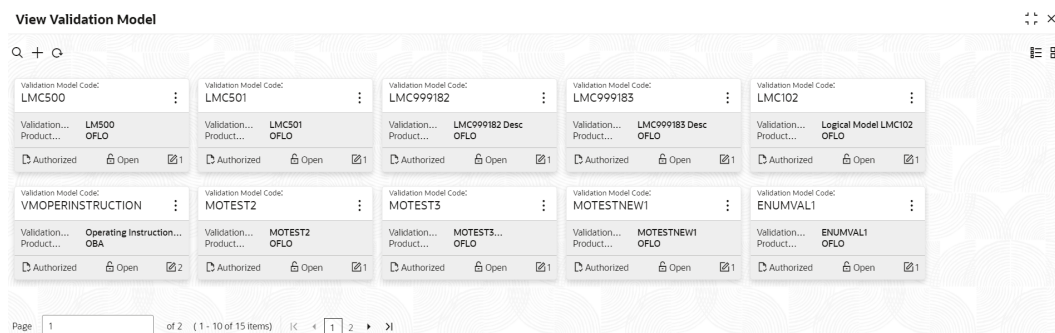 View Validation Model
Validation Model Code: Validation Model Code: Validation Model Code: Validation Model Code: Validation Model Code:
LMC500 LMC501 LMC999182 LMC999183 LMC102
Validation... LM500 Validation... LMC501 Validation... LMC999182 Desc Validation... LMC999183 Desc Validation... Logical Model LMC102
Product... OFLO Product... OFLO Product... OFLO Product... OFLO Product... OFLO
Authorized Open 1 Authorized Open 1 Authorized Open 1 Authorized Open 1 Authorized Open 1
Validation Model Code: Validation Model Code: Validation Model Code: Validation Model Code: Validation Model Code:
VMOPERINSTRUCTION MOTEST2 MOTEST3 MOTESTNEW1 ENUMVAL1
Validation... Operating Instruction... Validation... MOTEST2 Validation... MOTEST3... Validation... MOTESTNEW1 Validation... ENUMVAL1
Product... OBA Product... OFLO Product... OFLO Product... OFLO Product... OFLO
Authorized Open 2 Authorized Open 1 Authorized Open 1 Authorized Open 1 Authorized Open 1
Page 1 of 2 ( 1 - 10 of 15 items) 1 2